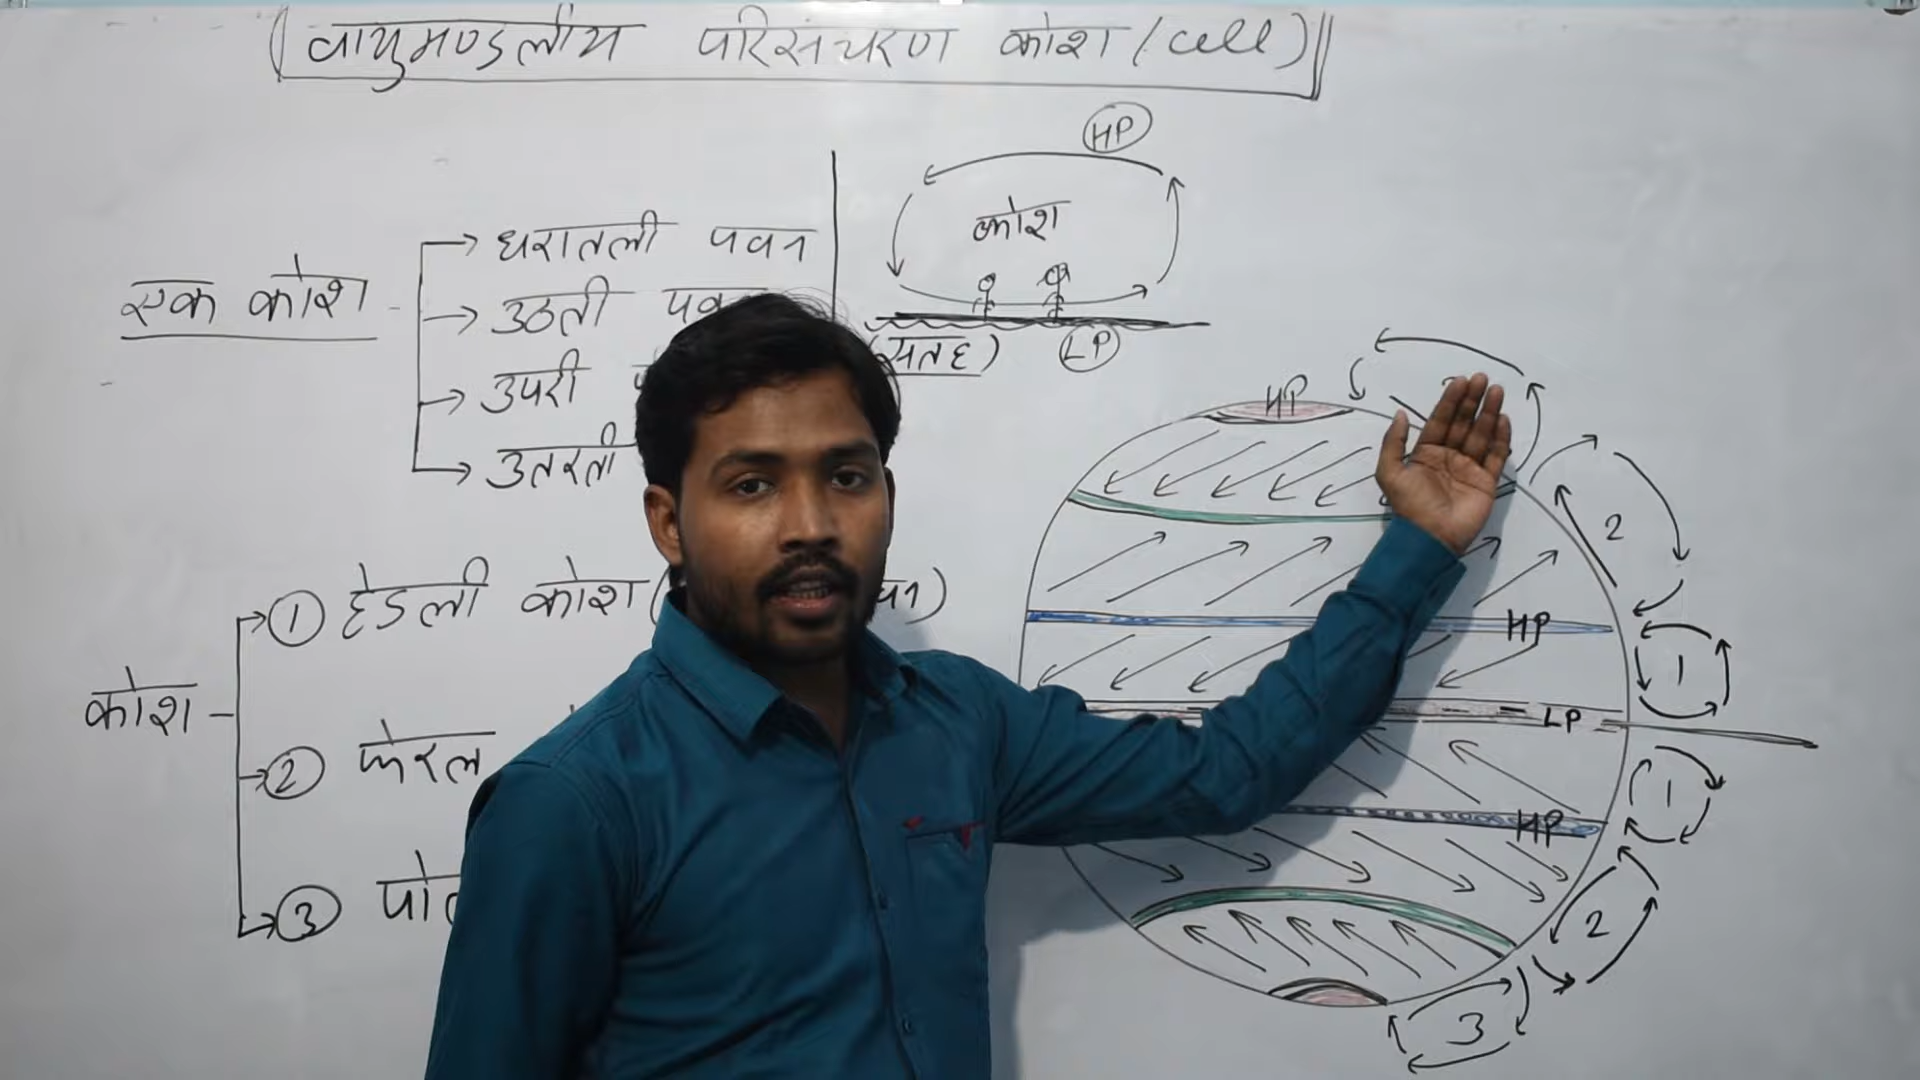 वायुमण्डलीय परिसंचरण कोश / cell
HP
कोश
एक कोश
धरातली पवन
उठती
उपरी
उतरती
(सतह)
LP
कोश
① हेडली कोश (
② फेरल
③
HP
HP
LP
HP
2
1
1
2
3